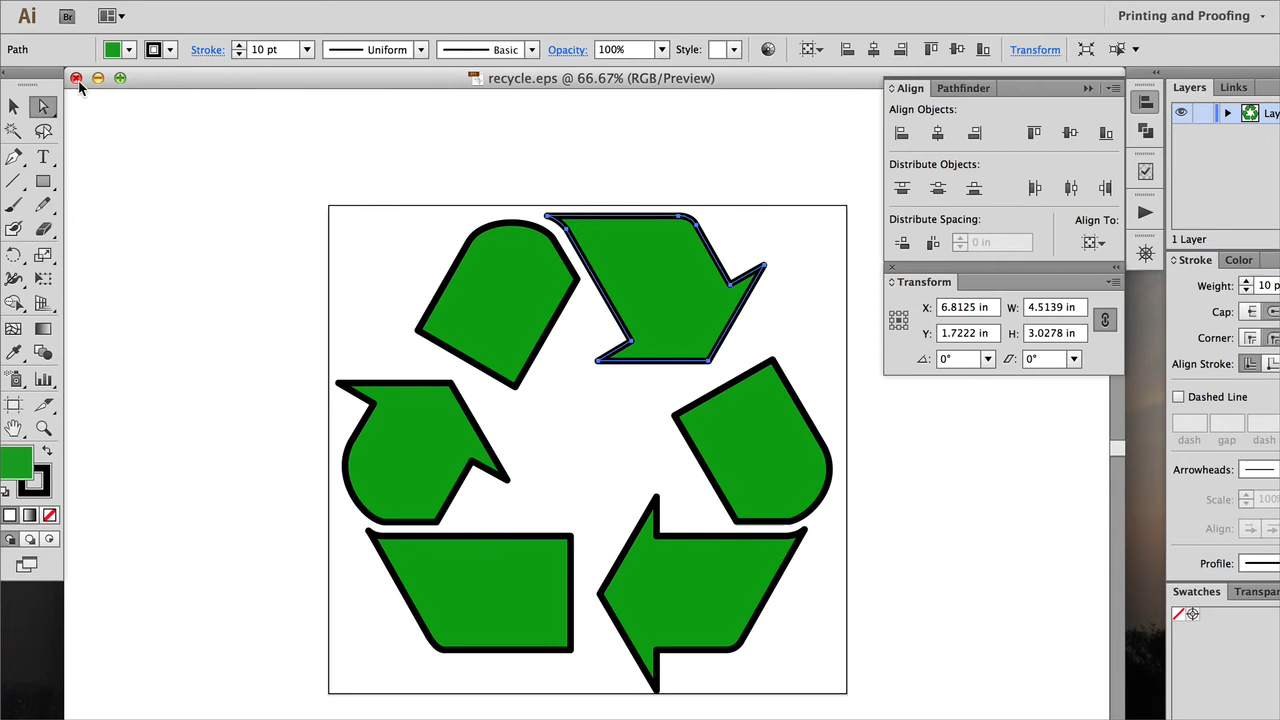 Ai Br Printing and Proofing
Path Stroke: 10 pt Uniform Basic Opacity: 100% Style: Transform
recycle.eps @ 66.67% (RGB/Preview)
Align Pathfinder
Align Objects:
Distribute Objects:
Distribute Spacing: Align To:
0 in
Transform
X: 6.8125 in W: 4.5139 in
Y: 1.7222 in H: 3.0278 in
0° 0°
Layers Links
Lay
1 Layer
Stroke Color
Weight: 10 p
Cap:
Corner:
Align Stroke:
Dashed Line
dash gap dash
Arrowheads:
Scale: 100%
Align:
Profile:
Swatches Transpar
T